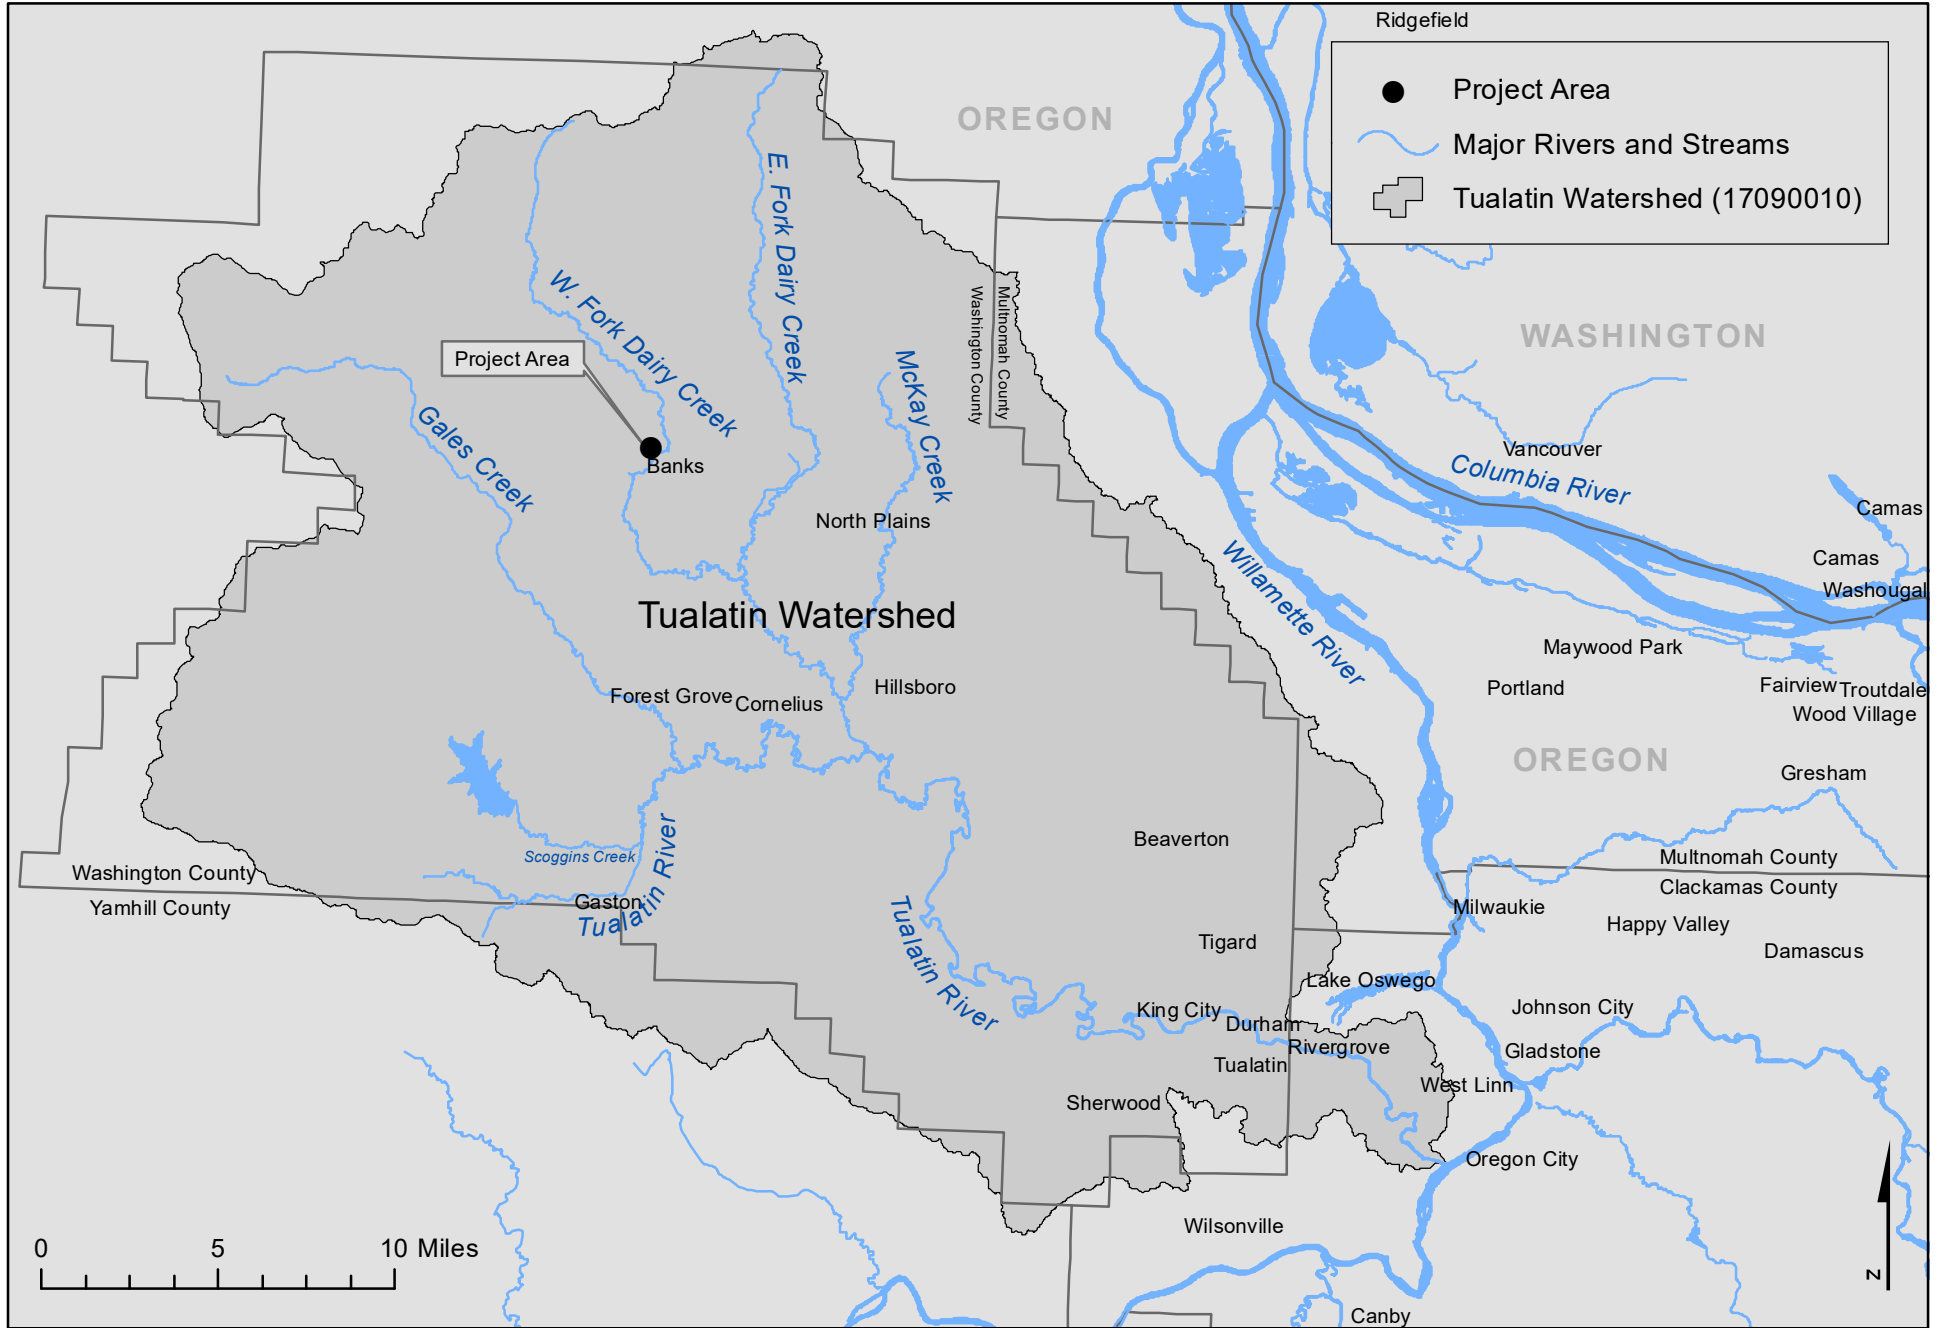 Ridgefield
OREGON
Project Area
Major Rivers and Streams
Tualatin Watershed (17090010)
E. Fork Dairy Creek
W. Fork Dairy Creek
Washington County
Multnomah County
WASHINGTON
Project Area
McKay Creek
Gales Creek
Banks
Vancouver
Columbia River
Camas
North Plains
Willamette River
Camas
Washougal
Tualatin Watershed
Maywood Park
Forest Grove
Cornelius
Hillsboro
Portland
Fairview
Troutdale
Wood Village
OREGON
Gresham
Beaverton
Scoggins Creek
Tualatin River
Multnomah County
Clackamas County
Washington County
Yamhill County
Gaston
Milwaukie
Happy Valley
Tualatin River
Tigard
Damascus
Lake Oswego
King City
Durham
Johnson City
Rivergrove
Gladstone
Tualatin
West Linn
Sherwood
Oregon City
Wilsonville
0 5 10 Miles
N
Canby